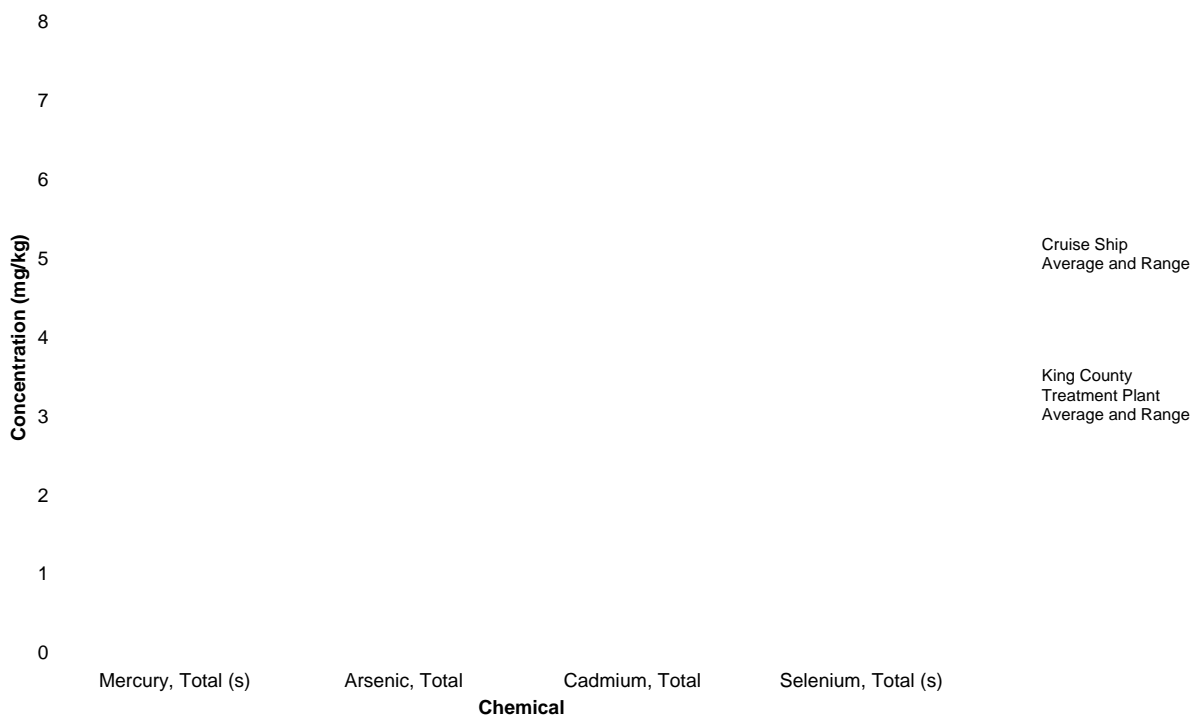 8
7
6
5
4
3
2
1
0
Concentration (mg/kg)
Mercury, Total (s)
Arsenic, Total
Cadmium, Total
Selenium, Total (s)
Chemical
Cruise Ship
Average and Range
King County
Treatment Plant
Average and Range